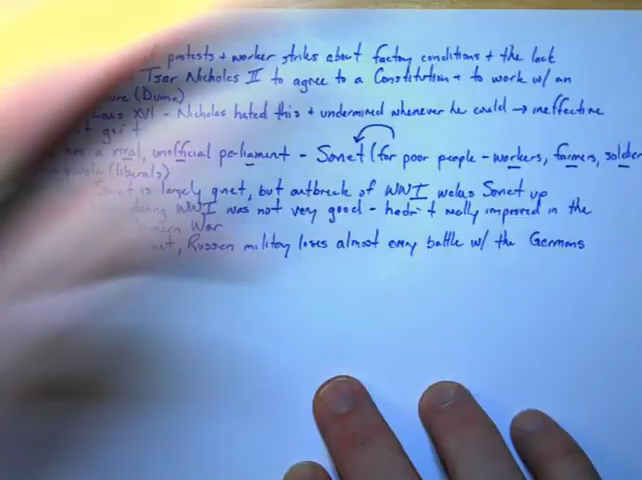 protests + worker strikes about factory conditions + the lack
Tsar Nicholas II to agree to a Constitution + to work w/ an
(Duma)
Louis XVI - Nicholas hated this + undermined whenever he could → ineffective
gov't
a rival, unofficial parliament - Soviet (for poor people - workers, farmers, soldier
people (liberals)
Soviet is largely quiet, but outbreak of WWI wakes Soviet up
during WWI was not very good - hadn't really improved in the
War
Russian military loses almost every battle w/ the Germans